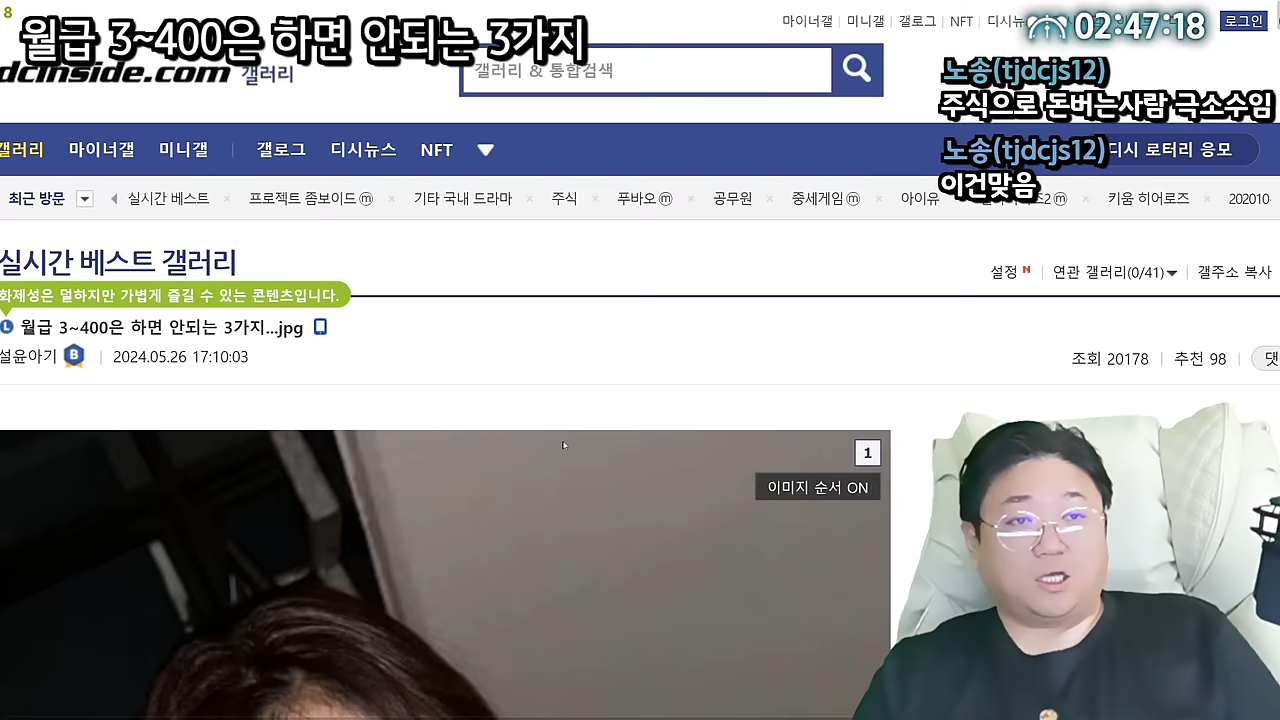 8
월급 3~400은 하면 안되는 3가지
마이너갤 미니갤 갤로그 NFT 디시뉴
02:47:18
로그인
dcinside.com 갤러리
갤러리 & 통합검색
노송(tjdcjs12)
주식으로 돈버는사람 극소수임
노송(tjdcjs12)
이건맞음
갤러리 마이너갤 미니갤 갤로그 디시뉴스 NFT
디시 로터리 응모
최근 방문 실시간 베스트 프로젝트 좀보이드ⓜ 기타 국내 드라마 주식 푸바오ⓜ 공무원 증세게임ⓜ 아이유 키움 히어로즈 202010
실시간 베스트 갤러리
설정 N 연관 갤러리(0/41) 갤주소 복사
화제성은 덜하지만 가볍게 즐길 수 있는 콘텐츠입니다.
L 월급 3~400은 하면 안되는 3가지...jpg
설윤아기 B 2024.05.26 17:10:03
조회 20178 추천 98 댓
1
이미지 순서 ON